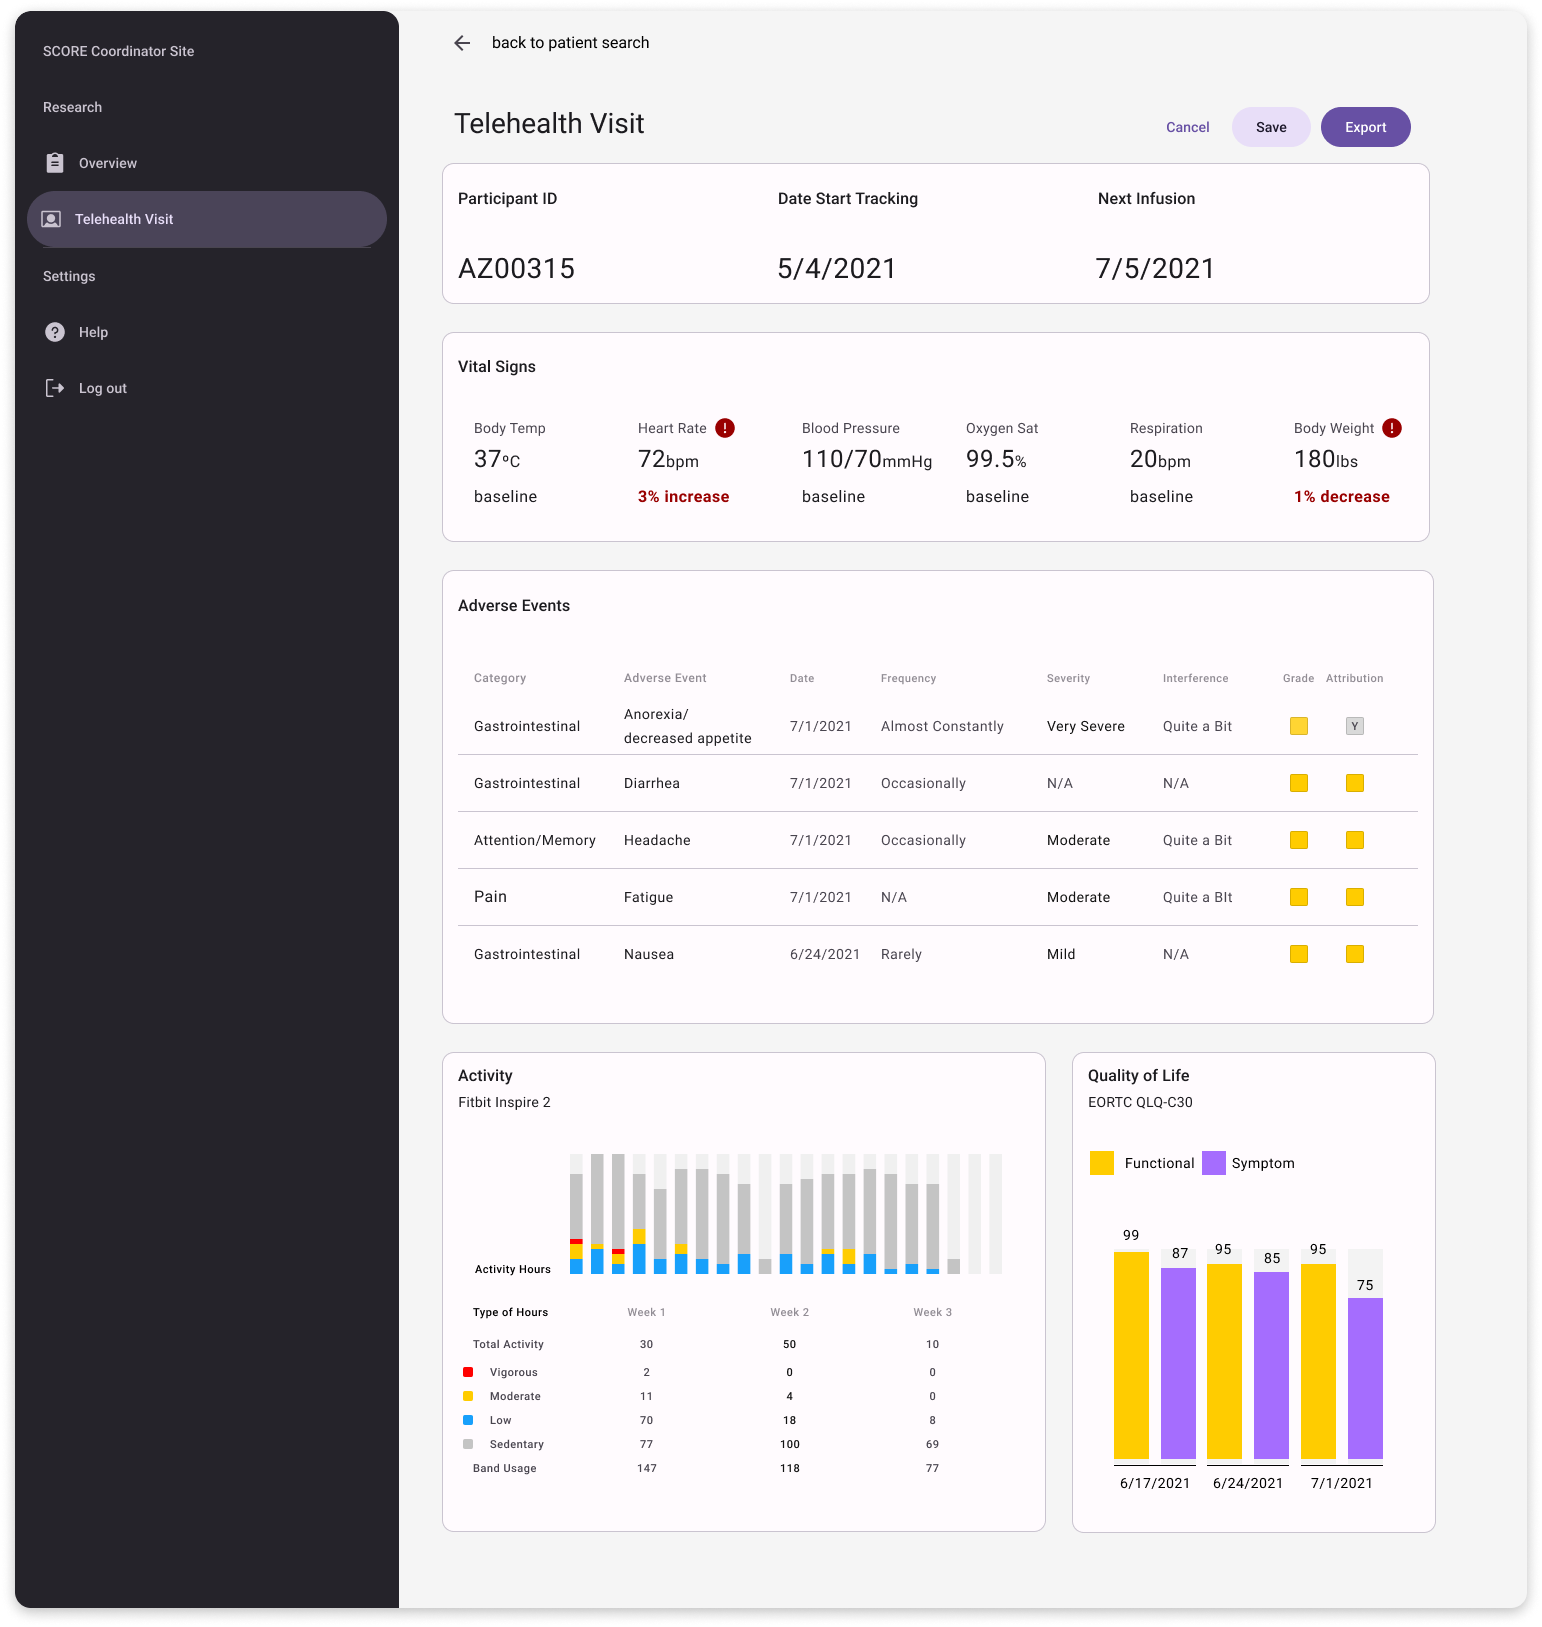 SCORE Coordinator Site
Research
Overview
Telehealth Visit
Settings
Help
Log out
back to patient search
Telehealth Visit
Cancel Save Export
Participant ID Date Start Tracking Next Infusion
AZ00315 5/4/2021 7/5/2021
Vital Signs
Body Temp Heart Rate ! Blood Pressure Oxygen Sat Respiration Body Weight !
37ºC 72bpm 110/70mmHg 99.5% 20bpm 180lbs
baseline 3% increase baseline baseline baseline 1% decrease
Adverse Events
Category Adverse Event Date Frequency Severity Interference Grade Attribution
Gastrointestinal Anorexia/ decreased appetite 7/1/2021 Almost Constantly Very Severe Quite a Bit Y
Gastrointestinal Diarrhea 7/1/2021 Occasionally N/A N/A
Attention/Memory Headache 7/1/2021 Occasionally Moderate Quite a Bit
Pain Fatigue 7/1/2021 N/A Moderate Quite a BIt
Gastrointestinal Nausea 6/24/2021 Rarely Mild N/A
Activity
Fitbit Inspire 2
Activity Hours
Type of Hours Week 1 Week 2 Week 3
Total Activity 30 50 10
Vigorous 2 0 0
Moderate 11 4 0
Low 70 18 8
Sedentary 77 100 69
Band Usage 147 118 77
Quality of Life
EORTC QLQ-C30
Functional Symptom
99 87 95 85 95 75
6/17/2021 6/24/2021 7/1/2021